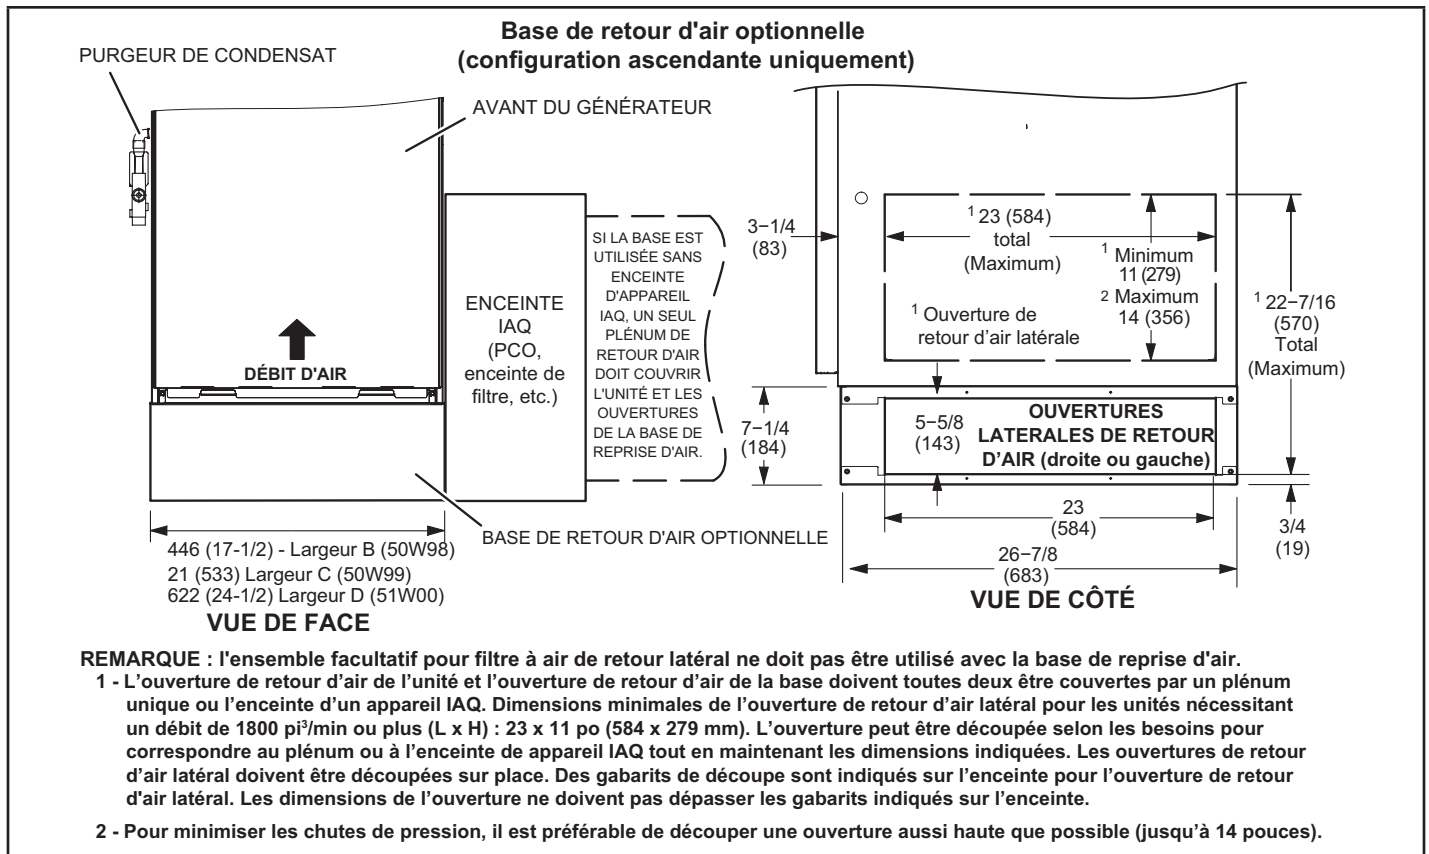 Base de retour d'air optionnelle
(configuration ascendante uniquement)
PURGEUR DE CONDENSAT
AVANT DU GÉNÉRATEUR
DÉBIT D'AIR
ENCEINTE
IAQ
(PCO,
enceinte de
filtre, etc.)
SI LA BASE EST
UTILISÉE SANS
ENCEINTE
D'APPAREIL
IAQ, UN SEUL
PLÉNUM DE
RETOUR D'AIR
DOIT COUVRIR
L'UNITÉ ET LES
OUVERTURES
DE LA BASE DE
REPRISE D'AIR.
BASE DE RETOUR D'AIR OPTIONNELLE
446 (17-1/2) - Largeur B (50W98)
21 (533) Largeur C (50W99)
622 (24-1/2) Largeur D (51W00)
VUE DE FACE
3−1/4
(83)
1 23 (584)
total
(Maximum)
1 Minimum
11 (279)
2 Maximum
14 (356)
1 Ouverture de
retour d’air latérale
1 22−7/16
(570)
Total
(Maximum)
7−1/4
(184)
5−5/8
(143)
OUVERTURES
LATERALES DE RETOUR
D’AIR (droite ou gauche)
23
(584)
3/4
(19)
26−7/8
(683)
VUE DE CÔTÉ
REMARQUE : l'ensemble facultatif pour filtre à air de retour latéral ne doit pas être utilisé avec la base de reprise d'air.
1 - L’ouverture de retour d’air de l’unité et l’ouverture de retour d’air de la base doivent toutes deux être couvertes par un plénum
unique ou l’enceinte d’un appareil IAQ. Dimensions minimales de l’ouverture de retour d’air latéral pour les unités nécessitant
un débit de 1800 pi³/min ou plus (L x H) : 23 x 11 po (584 x 279 mm). L’ouverture peut être découpée selon les besoins pour
correspondre au plénum ou à l’enceinte de appareil IAQ tout en maintenant les dimensions indiquées. Les ouvertures de retour
d’air latéral doivent être découpées sur place. Des gabarits de découpe sont indiqués sur l’enceinte pour l’ouverture de retour
d'air latéral. Les dimensions de l’ouverture ne doivent pas dépasser les gabarits indiqués sur l’enceinte.
2 - Pour minimiser les chutes de pression, il est préférable de découper une ouverture aussi haute que possible (jusqu’à 14 pouces).